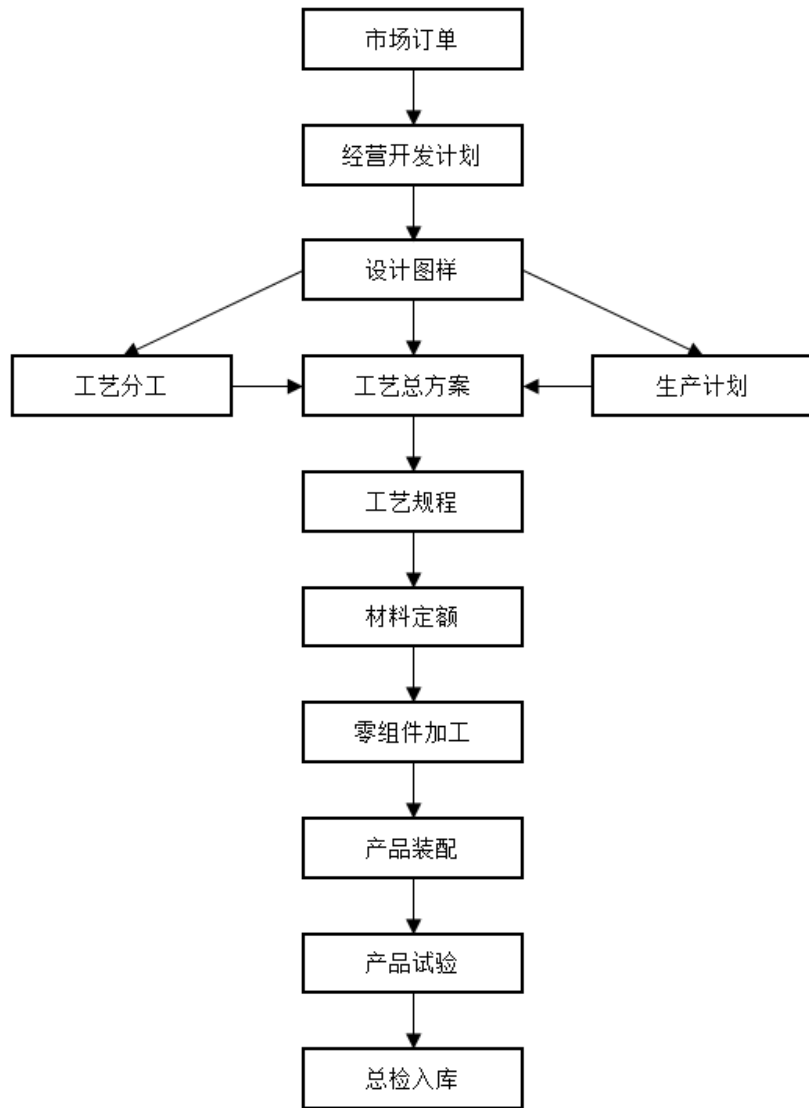 市场订单
经营开发计划
设计图样
工艺分工
工艺总方案
生产计划
工艺规程
材料定额
零组件加工
产品装配
产品试验
总检入库